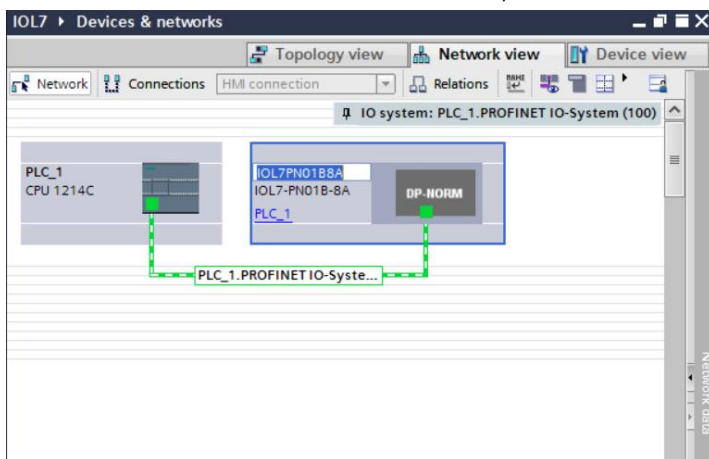 IOL7 ▸ Devices & networks
Topology view Network view Device view
Network Connections HMI connection Relations
IO system: PLC_1.PROFINET IO-System (100)
PLC_1
CPU 1214C
IOL7PN01B8A
IOL7-PN01B-8A
PLC_1
DP-NORM
PLC_1.PROFINET IO-Syste...
Network data